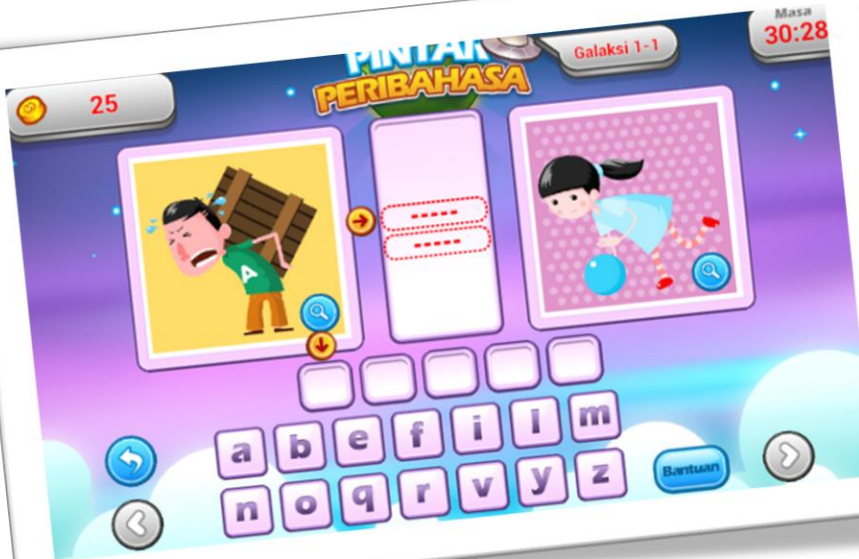 PINTAR
PERIBAHASA
25
Galaksi 1-1
Masa
30:28
A
-----
-----
a b e f i l m
n o q r v y z
Bantuan